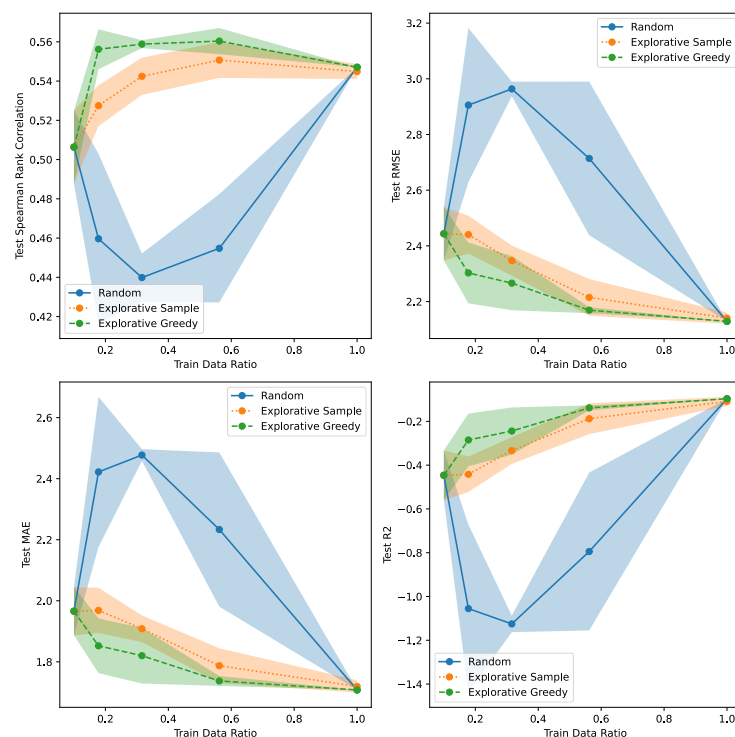 Test Spearman Rank Correlation
0.56
0.54
0.52
0.50
0.48
0.46
0.44
0.42
Random
Explorative Sample
Explorative Greedy
0.2 0.4 0.6 0.8 1.0
Train Data Ratio
Test RMSE
3.2
3.0
2.8
2.6
2.4
2.2
Random
Explorative Sample
Explorative Greedy
0.2 0.4 0.6 0.8 1.0
Train Data Ratio
Test MAE
2.6
2.4
2.2
2.0
1.8
Random
Explorative Sample
Explorative Greedy
0.2 0.4 0.6 0.8 1.0
Train Data Ratio
Test R2
−0.2
−0.4
−0.6
−0.8
−1.0
−1.2
−1.4
Random
Explorative Sample
Explorative Greedy
0.2 0.4 0.6 0.8 1.0
Train Data Ratio